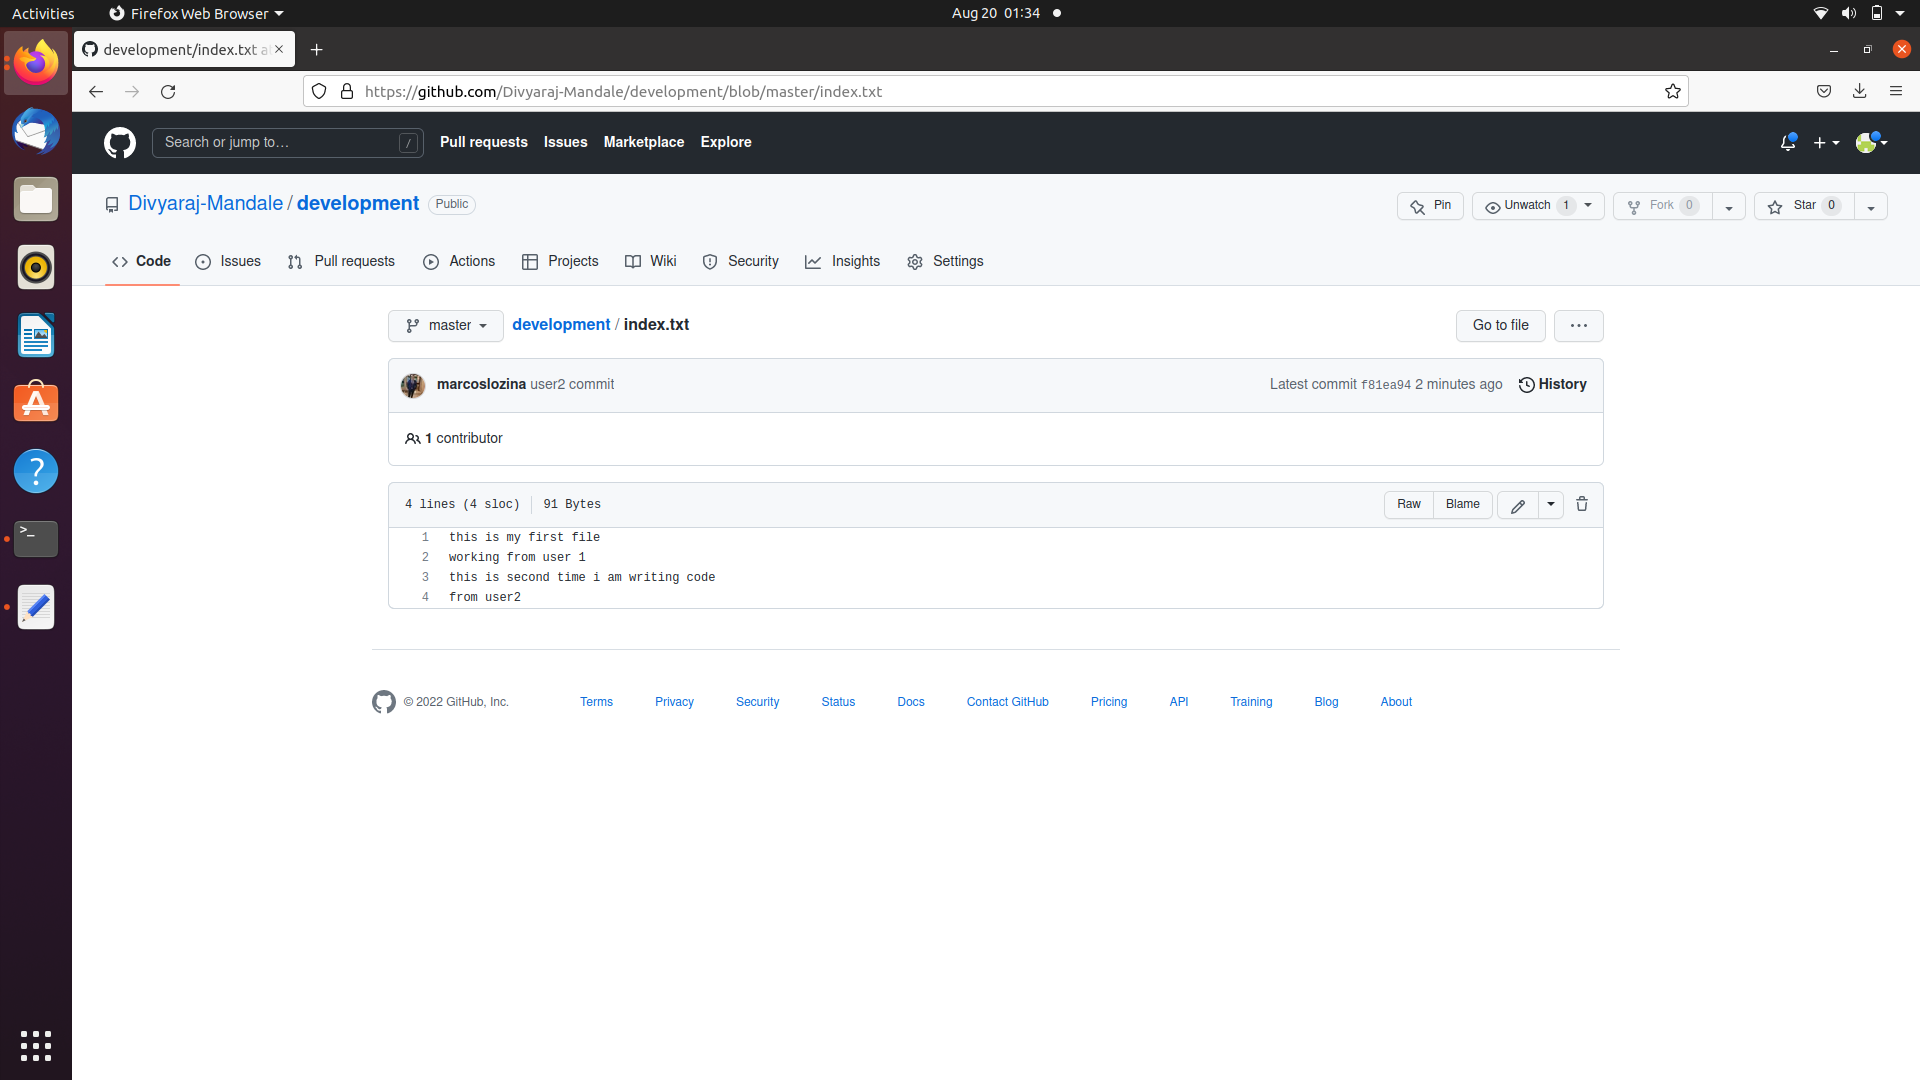 Activities
Firefox Web Browser
Aug 20 01:34
development/index.txt
https://github.com/Divyaraj-Mandale/development/blob/master/index.txt
Search or jump to…
/
Pull requests
Issues
Marketplace
Explore
Divyaraj-Mandale / development
Public
Pin
Unwatch 1
Fork 0
Star 0
Code
Issues
Pull requests
Actions
Projects
Wiki
Security
Insights
Settings
master
development / index.txt
Go to file
marcoslozina user2 commit
Latest commit f81ea94 2 minutes ago
History
1 contributor
4 lines (4 sloc)
91 Bytes
Raw
Blame
1 this is my first file
2 working from user 1
3 this is second time i am writing code
4 from user2
© 2022 GitHub, Inc.
Terms
Privacy
Security
Status
Docs
Contact GitHub
Pricing
API
Training
Blog
About